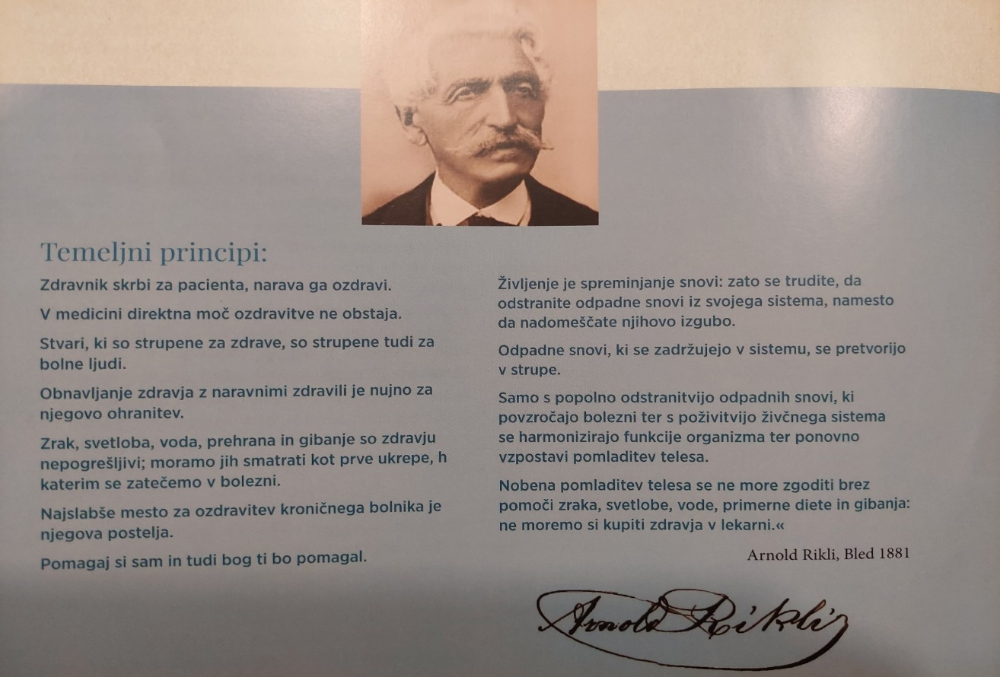 Temeljni principi:
Zdravnik skrbi za pacienta, narava ga ozdravi.
V medicini direktna moč ozdravitve ne obstaja.
Stvari, ki so strupene za zdrave, so strupene tudi za
bolne ljudi.
Obnavljanje zdravja z naravnimi zdravili je nujno za
njegovo ohranitev.
Zrak, svetloba, voda, prehrana in gibanje so zdravju
nepogrešljivi; moramo jih smatrati kot prve ukrepe, h
katerim se zatečemo v bolezni.
Najslabše mesto za ozdravitev kroničnega bolnika je
njegova postelja.
Pomagaj si sam in tudi bog ti bo pomagal.
Življenje je spreminjanje snovi: zato se trudite, da
odstranite odpadne snovi iz svojega sistema, namesto
da nadomeščate njihovo izgubo.
Odpadne snovi, ki se zadržujejo v sistemu, se pretvorijo
v strupe.
Samo s popolno odstranitvijo odpadnih snovi, ki
povzročajo bolezni ter s poživitvijo živčnega sistema
se harmonizirajo funkcije organizma ter ponovno
vzpostavi pomladitev telesa.
Nobena pomladitev telesa se ne more zgoditi brez
pomoči zraka, svetlobe, vode, primerne diete in gibanja:
ne moremo si kupiti zdravja v lekarni.«
Arnold Rikli, Bled 1881
Arnold Rikli